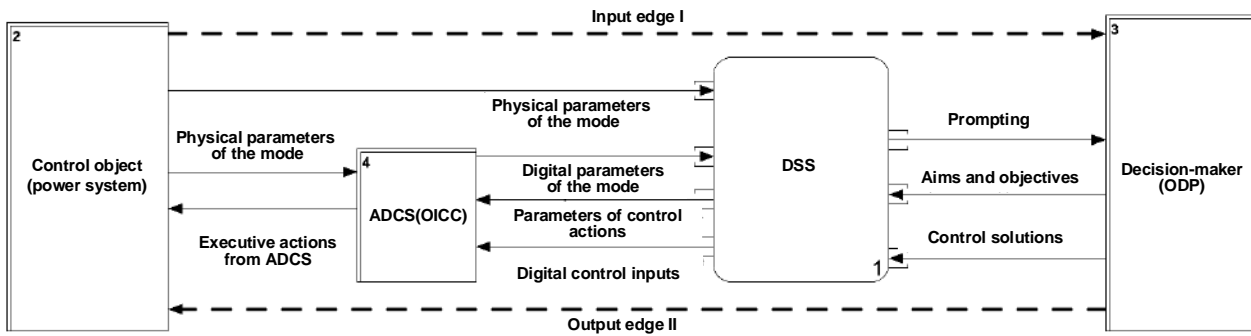 Input edge I
2
3
Physical parameters
of the mode
Physical parameters
of the mode
4
Control object
(power system)
DSS
Prompting
Decision-maker
(ODP)
Digital parameters
of the mode
Aims and objectives
ADCS(OICC)
Parameters of control
actions
Executive actions
from ADCS
Control solutions
Digital control inputs
1
Output edge II